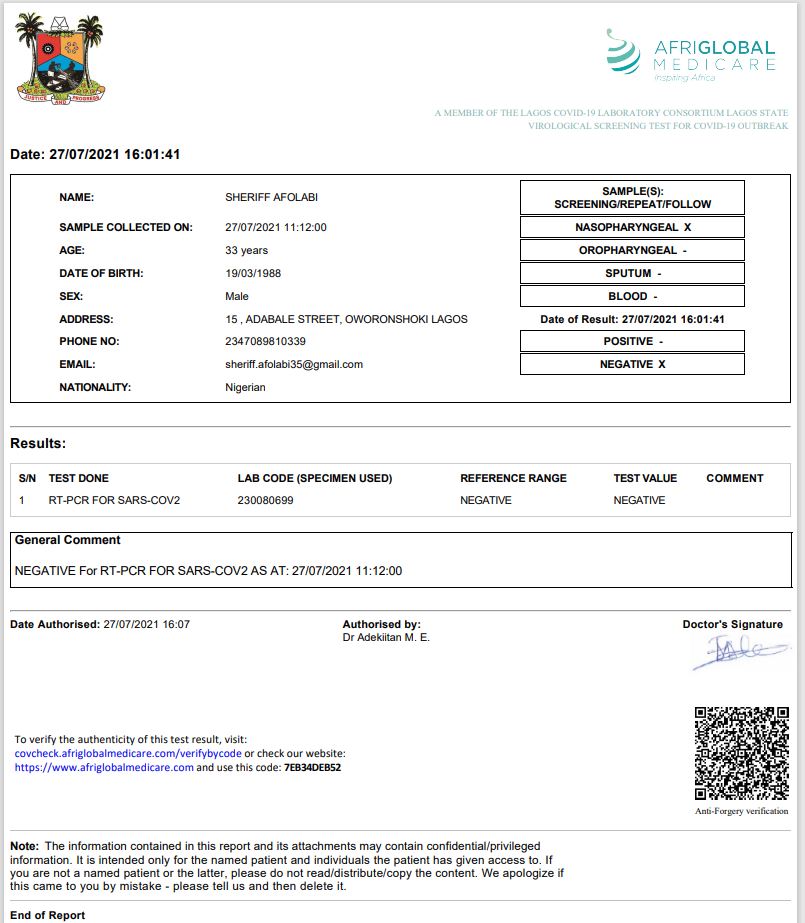 JUSTICE AND PROGRESS
AFRIGLOBAL
MEDICARE
Inspiting Africa
A MEMBER OF THE LAGOS COVID-19 LABORATORY CONSORTIUM LAGOS STATE
VIROLOGICAL SCREENING TEST FOR COVID-19 OUTBREAK
Date: 27/07/2021 16:01:41
NAME: SHERIFF AFOLABI
SAMPLE COLLECTED ON: 27/07/2021 11:12:00
AGE: 33 years
DATE OF BIRTH: 19/03/1988
SEX: Male
ADDRESS: 15 , ADABALE STREET, OWORONSHOKI LAGOS
PHONE NO: 2347089810339
EMAIL: sheriff.afolabi35@gmail.com
NATIONALITY: Nigerian
SAMPLE(S):
SCREENING/REPEAT/FOLLOW
NASOPHARYNGEAL X
OROPHARYNGEAL -
SPUTUM -
BLOOD -
Date of Result: 27/07/2021 16:01:41
POSITIVE -
NEGATIVE X
Results:
S/N TEST DONE LAB CODE (SPECIMEN USED) REFERENCE RANGE TEST VALUE COMMENT
1 RT-PCR FOR SARS-COV2 230080699 NEGATIVE NEGATIVE
General Comment
NEGATIVE For RT-PCR FOR SARS-COV2 AS AT: 27/07/2021 11:12:00
Date Authorised: 27/07/2021 16:07
Authorised by:
Dr Adekiitan M. E.
Doctor's Signature
To verify the authenticity of this test result, visit:
covcheck.afriglobalmedicare.com/verifybycode or check our website:
https://www.afriglobalmedicare.com and use this code: 7EB34DEB52
Anti-Forgery verification
Note: The information contained in this report and its attachments may contain confidential/privileged
information. It is intended only for the named patient and individuals the patient has given access to. If
you are not a named patient or the latter, please do not read/distribute/copy the content. We apologize if
this came to you by mistake - please tell us and then delete it.
End of Report